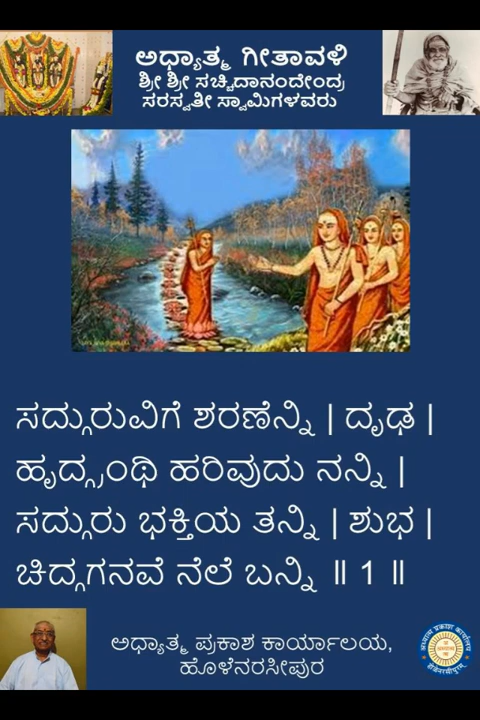 ಅಧ್ಯಾತ್ಮ ಗೀತಾವಳಿ
ಶ್ರೀ ಶ್ರೀ ಸಚ್ಚಿದಾನಂದೇಂದ್ರ
ಸರಸ್ವತೀ ಸ್ವಾಮಿಗಳವರು
ಸದ್ಗುರುವಿಗೆ ಶರಣೆನ್ನಿ | ದೃಢ |
ಹೃದ್ಗ್ರಂಥಿ ಹರಿವುದು ನನ್ನಿ |
ಸದ್ಗುರು ಭಕ್ತಿಯ ತನ್ನಿ | ಶುಭ |
ಚಿದ್ಗಗನವೆ ನೆಲೆ ಬನ್ನಿ ॥ 1 ॥
ಅಧ್ಯಾತ್ಮ ಪ್ರಕಾಶ ಕಾರ್ಯಾಲಯ,
ಹೊಳೆನರಸೀಪುರ